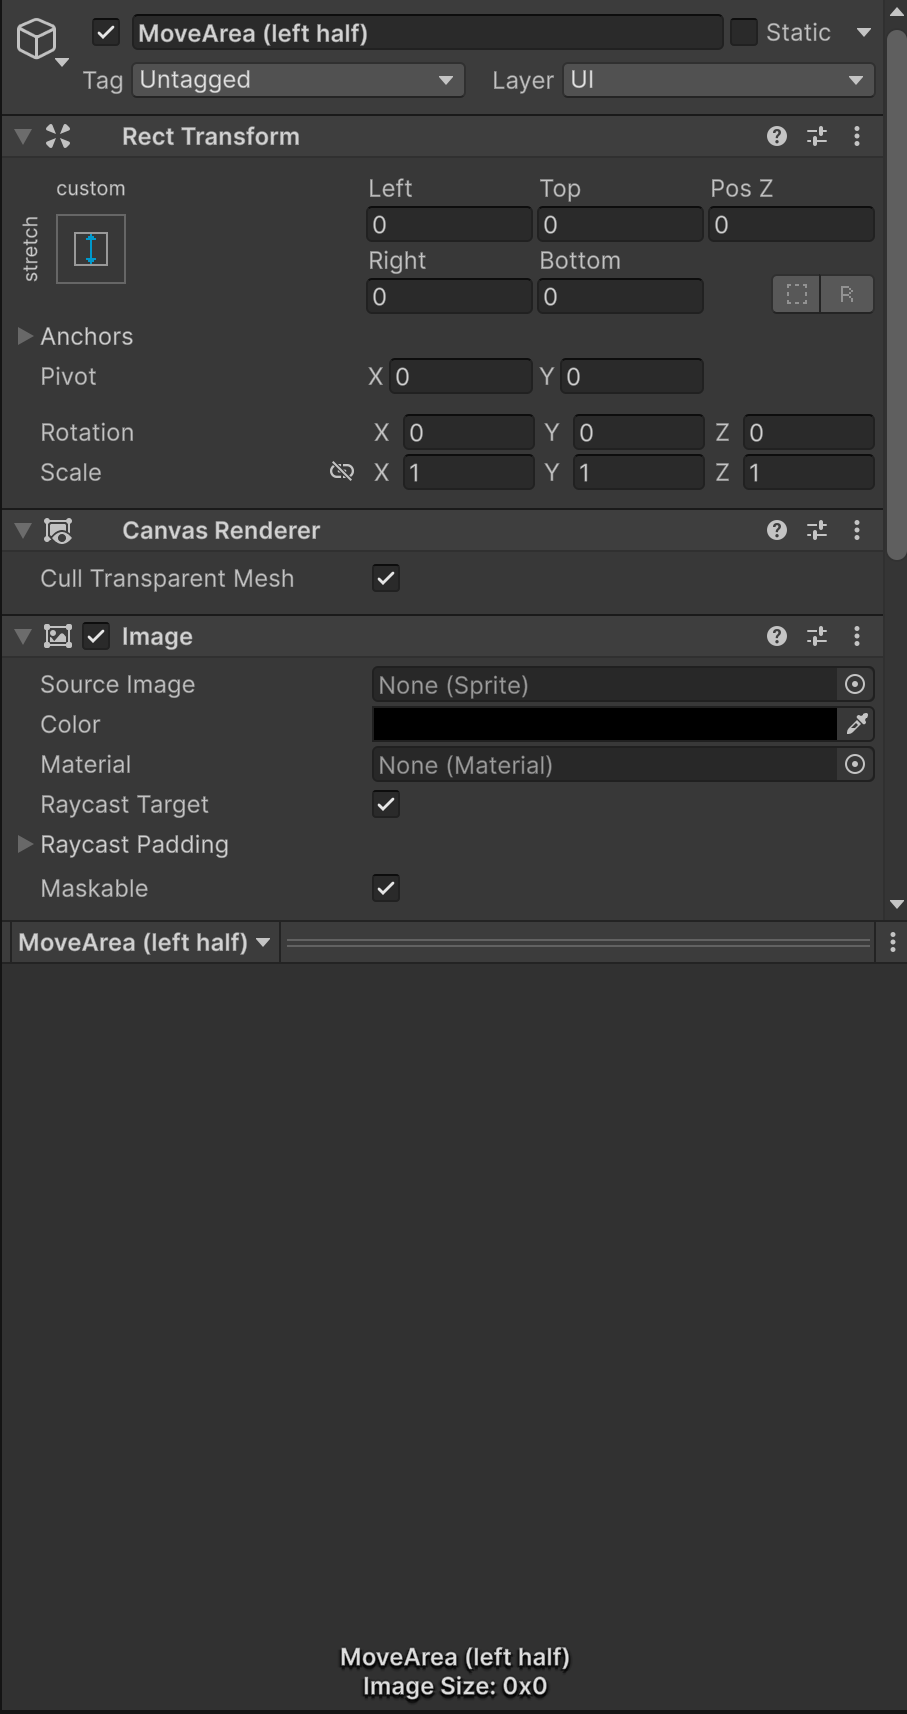 MoveArea (left half) Static
Tag Untagged Layer UI
Rect Transform
custom Left Top Pos Z
stretch 0 0 0
Right Bottom
0 0 R
Anchors
Pivot X 0 Y 0
Rotation X 0 Y 0 Z 0
Scale X 1 Y 1 Z 1
Canvas Renderer
Cull Transparent Mesh
Image
Source Image None (Sprite)
Color
Material None (Material)
Raycast Target
Raycast Padding
Maskable
MoveArea (left half)
MoveArea (left half)
Image Size: 0x0